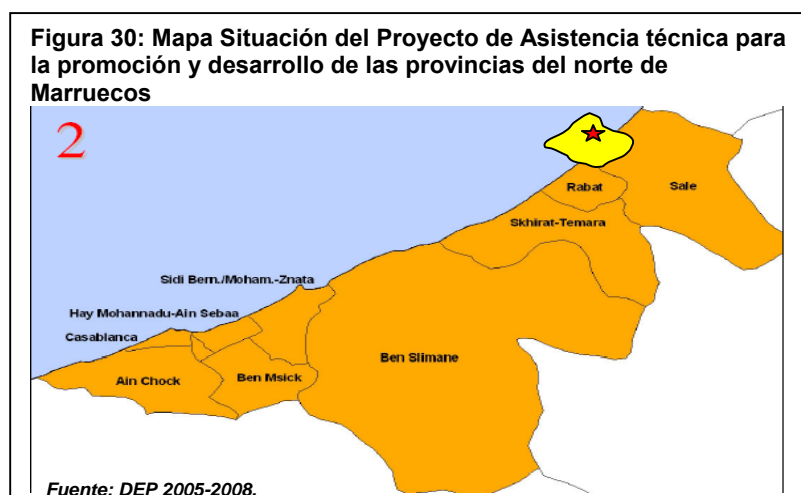 Figura 30: Mapa Situación del Proyecto de Asistencia técnica para
la promoción y desarrollo de las provincias del norte de
Marruecos
2
Rabat
Sale
Skhirat-Temara
Sidi Bern./Moham.-Znata
Hay Mohannadu-Ain Sebaa
Casablanca
Ben Slimane
Ain Chock
Ben Msick
Fuente: DEP 2005-2008.